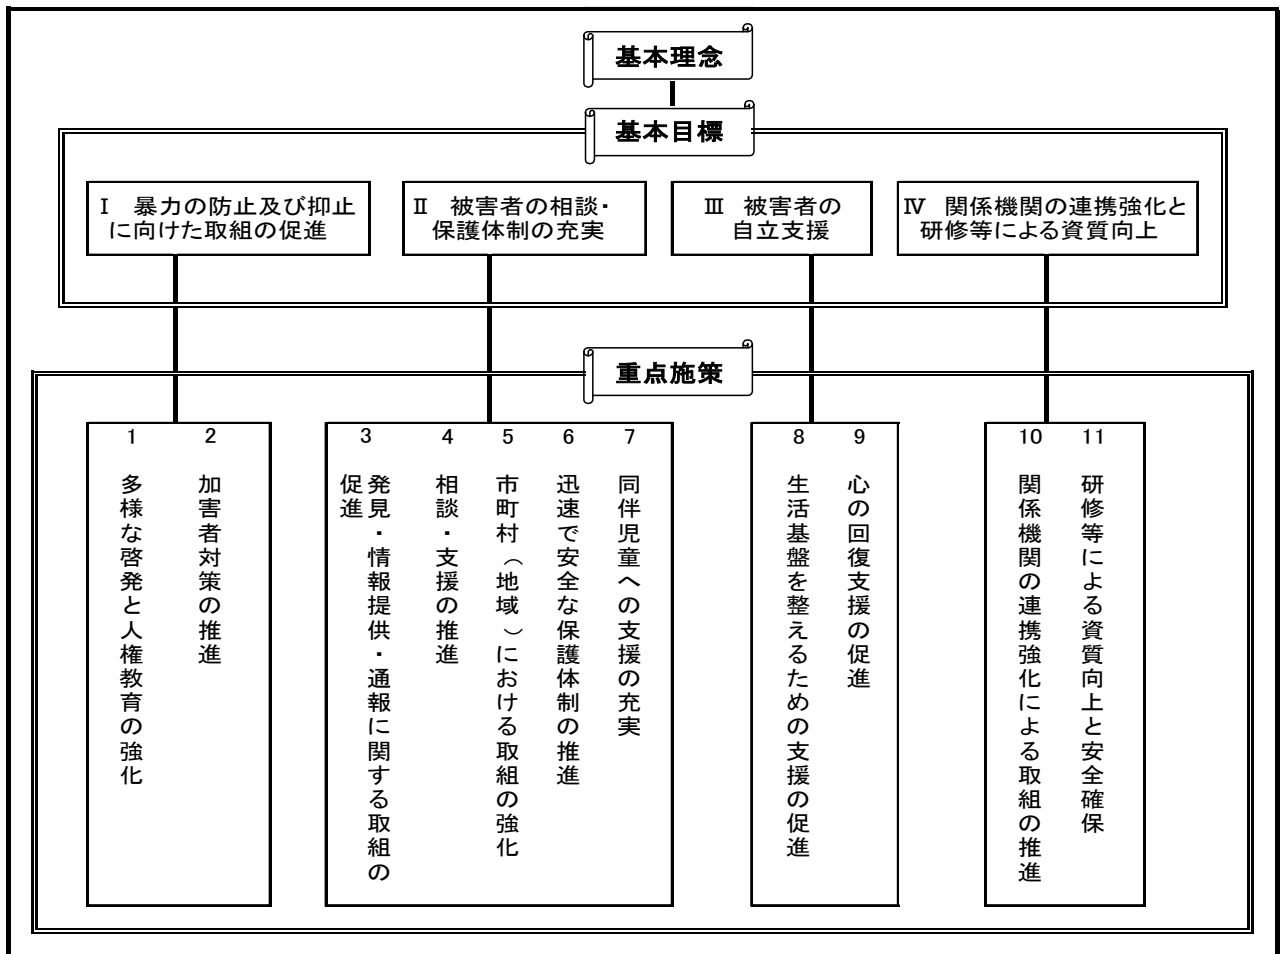 基本理念
基本目標
Ⅰ 暴力の防止及び抑止
に向けた取組の促進
Ⅱ 被害者の相談・
保護体制の充実
Ⅲ 被害者の
自立支援
Ⅳ 関係機関の連携強化と
研修等による資質向上
重点施策
1 多様な啓発と人権教育の強化
2 加害者対策の推進
3 発見・情報提供・通報に関する取組の
促進
4 相談・支援の推進
5 市町村（地域）における取組の強化
6 迅速で安全な保護体制の推進
7 同伴児童への支援の充実
8 生活基盤を整えるための支援の促進
9 心の回復支援の促進
10 関係機関の連携強化による取組の推進
11 研修等による資質向上と安全確保